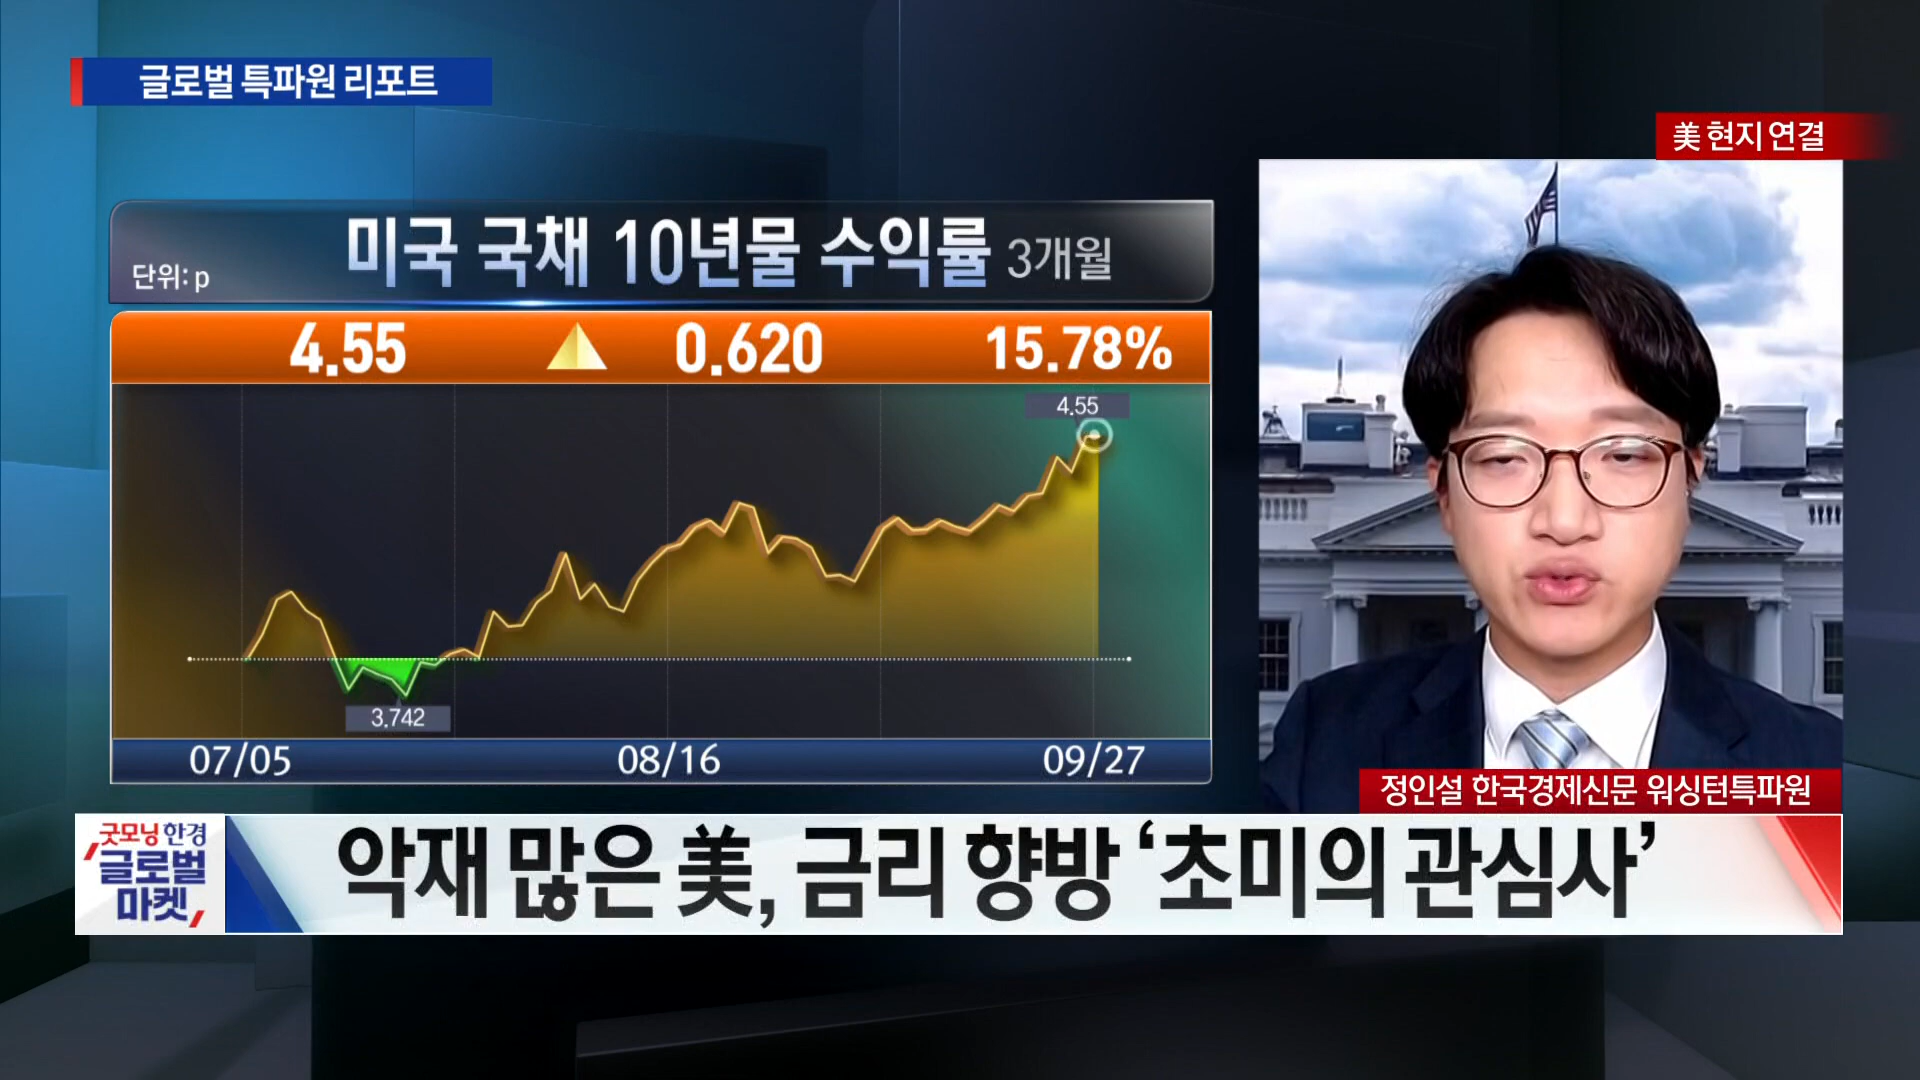 글로벌 특파원 리포트
美 현지 연결
미국 국채 10년물 수익률 3개월
단위: p
4.55 ▲ 0.620 15.78%
4.55
3.742
07/05 08/16 09/27
정인설 한국경제신문 워싱턴특파원
굿모닝 한경
글로벌
마켓
악재 많은 美, 금리 향방 ‘초미의 관심사’